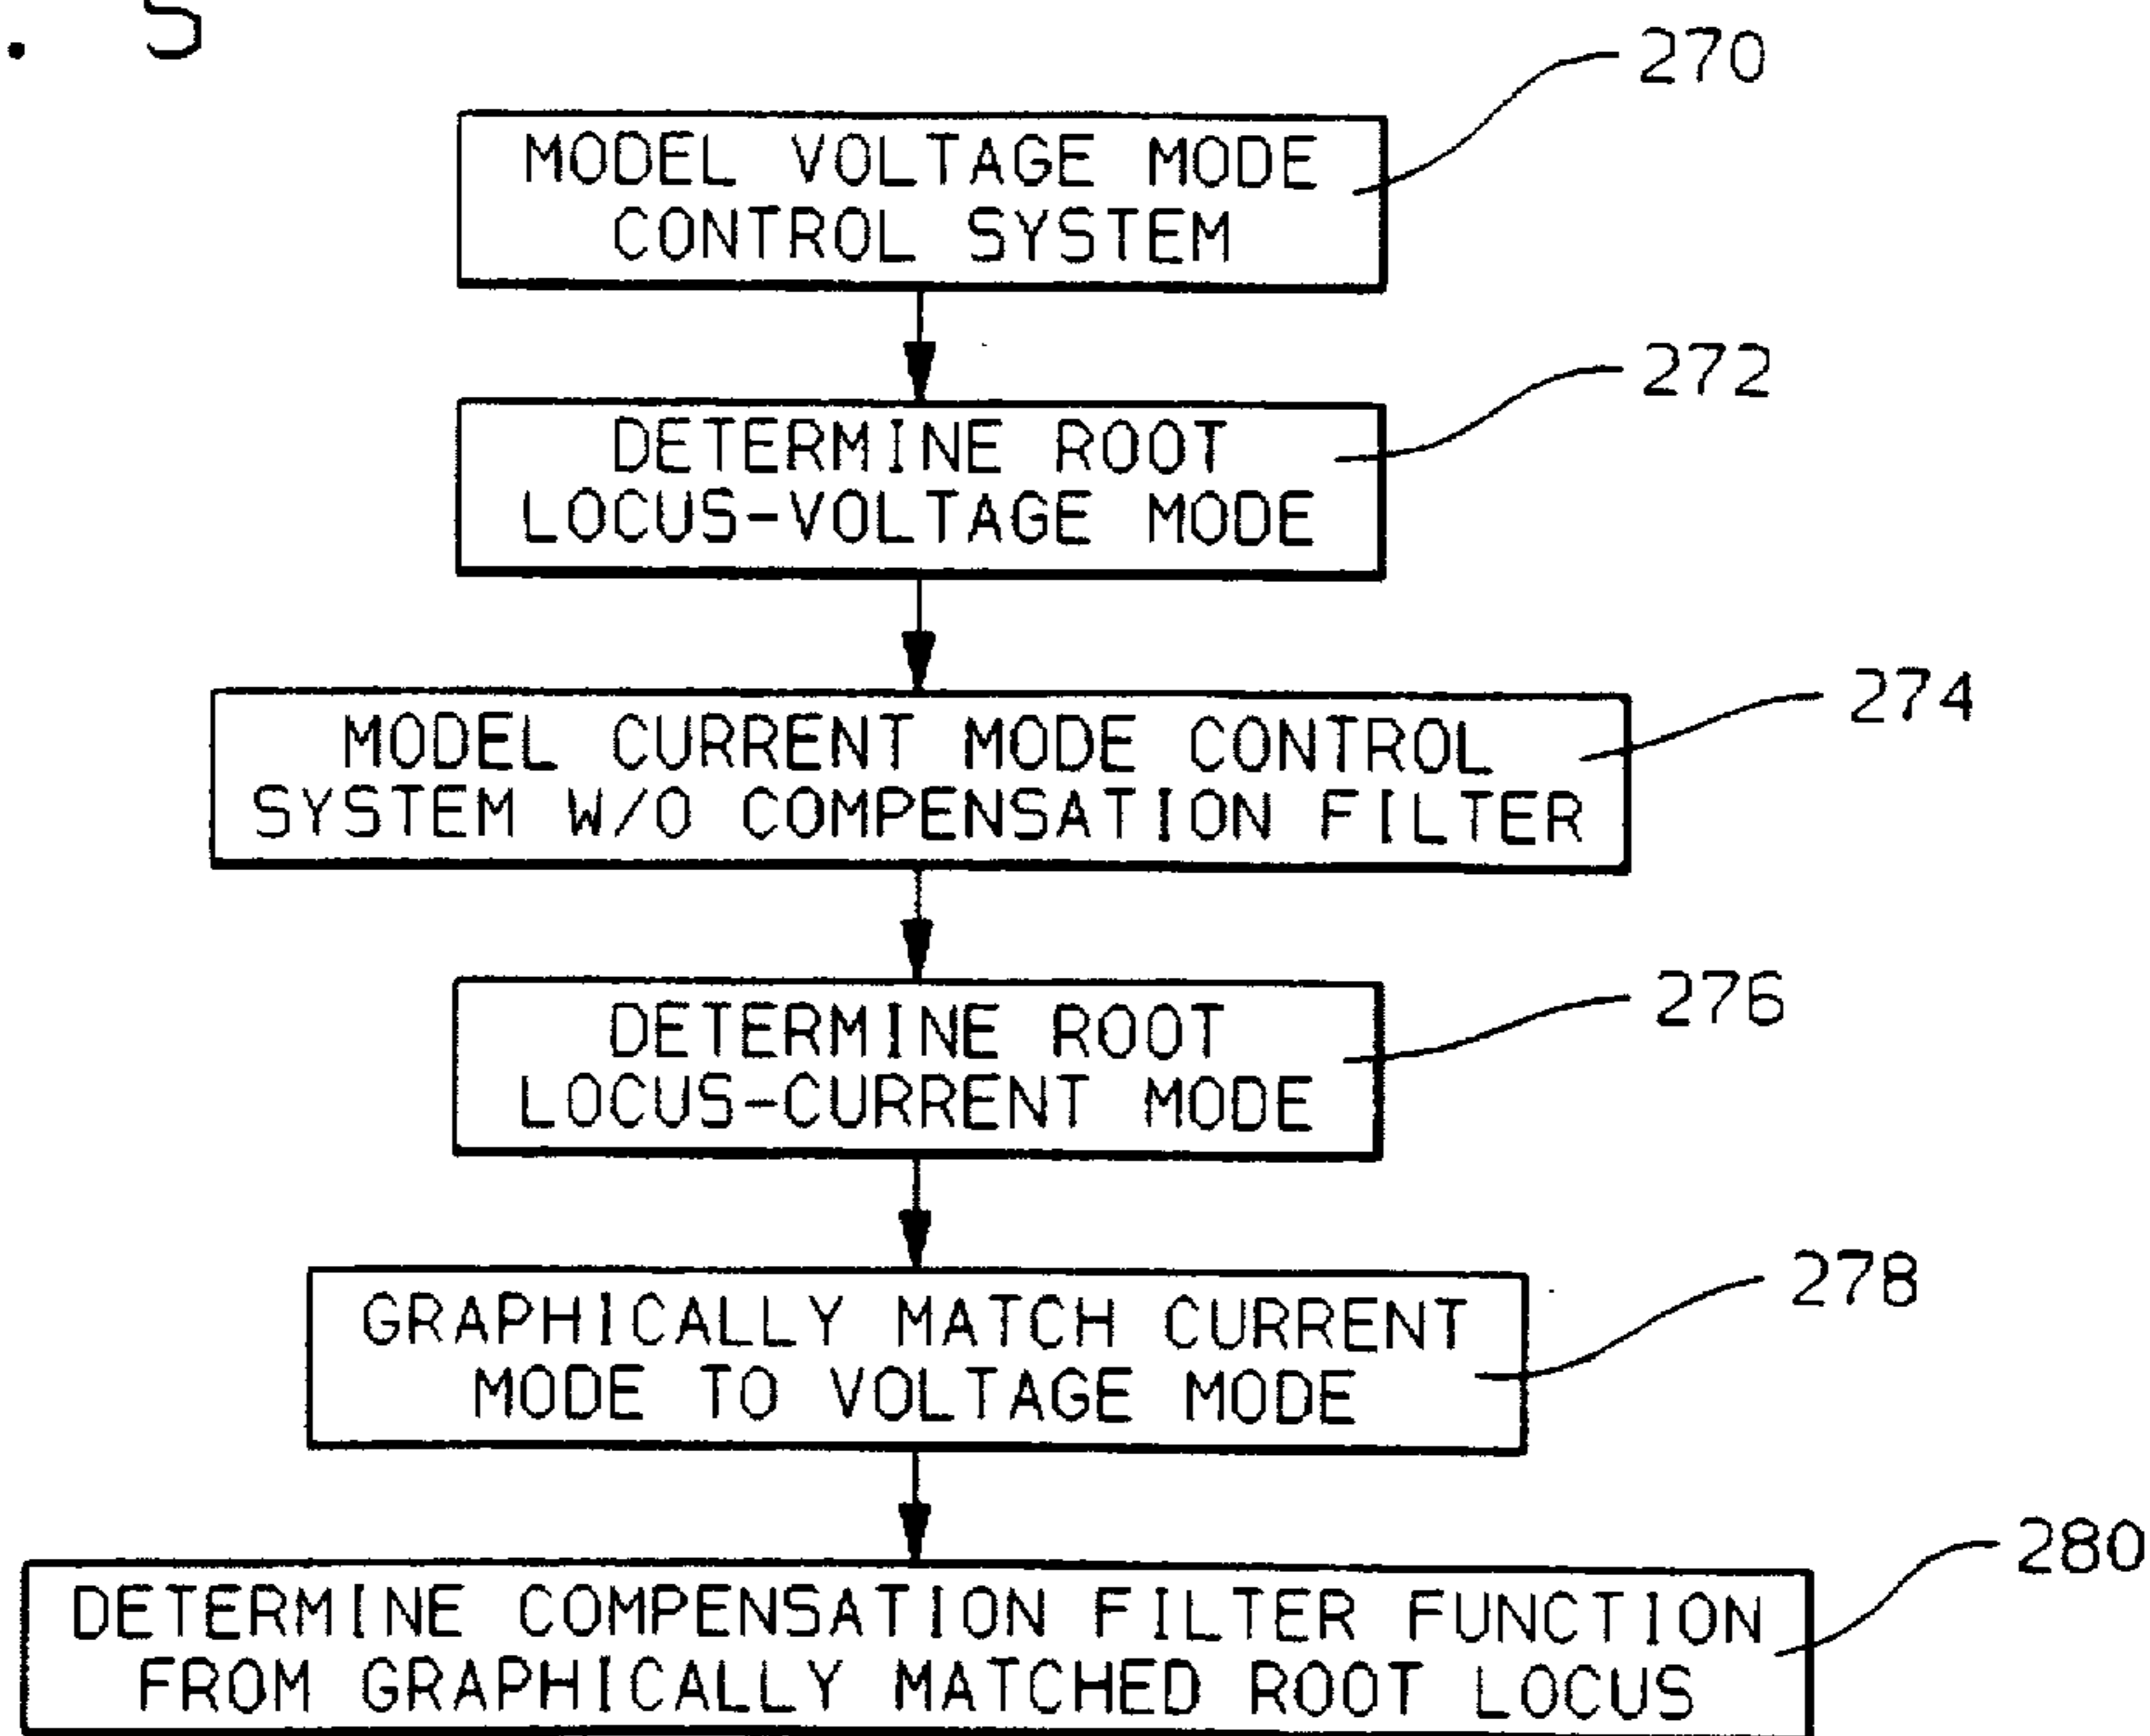 . 5
270
MODEL VOLTAGE MODE
CONTROL SYSTEM
272
DETERMINE ROOT
LOCUS-VOLTAGE MODE
274
MODEL CURRENT MODE CONTROL
SYSTEM W/O COMPENSATION FILTER
276
DETERMINE ROOT
LOCUS-CURRENT MODE
278
GRAPHICALLY MATCH CURRENT
MODE TO VOLTAGE MODE
280
DETERMINE COMPENSATION FILTER FUNCTION
FROM GRAPHICALLY MATCHED ROOT LOCUS